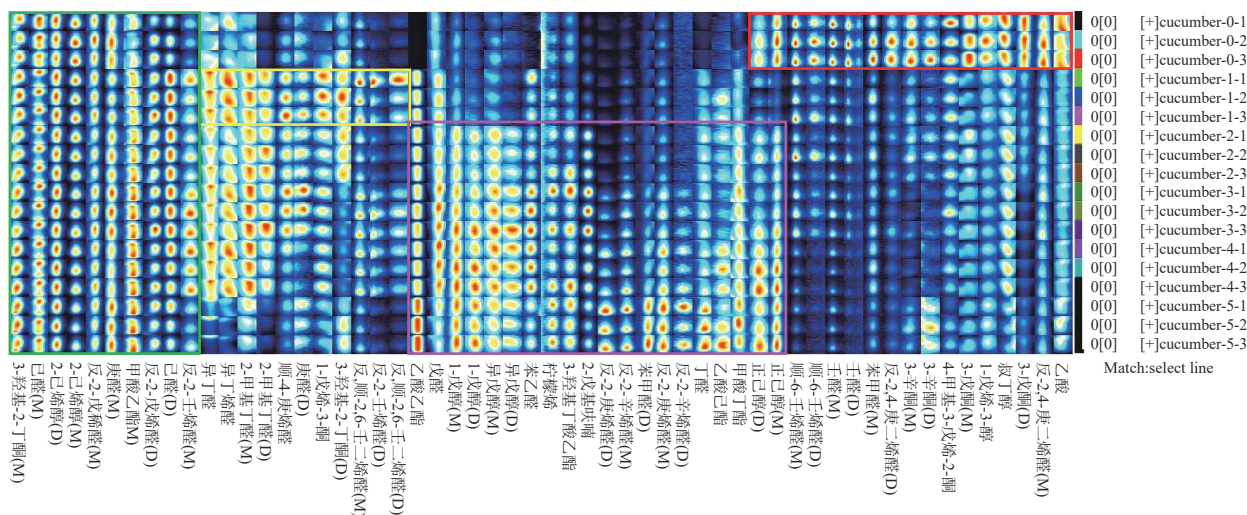 0[0] [+]cucumber-0-1
0[0] [+]cucumber-0-2
0[0] [+]cucumber-0-3
0[0] [+]cucumber-1-1
0[0] [+]cucumber-1-2
0[0] [+]cucumber-1-3
0[0] [+]cucumber-2-1
0[0] [+]cucumber-2-2
0[0] [+]cucumber-2-3
0[0] [+]cucumber-3-1
0[0] [+]cucumber-3-2
0[0] [+]cucumber-3-3
0[0] [+]cucumber-4-1
0[0] [+]cucumber-4-2
0[0] [+]cucumber-4-3
0[0] [+]cucumber-5-1
0[0] [+]cucumber-5-2
0[0] [+]cucumber-5-3
Match:select line
3-羟基-2-丁酮(M)
己醛(M)
2-己烯醇(D)
2-己烯醇(M)
反-2-戊烯醛(M)
庚醛(M)
甲酸乙酯M
反-2-戊烯醛(D)
己醛(D)
反-2-壬烯醛(M)
异丁醛
异丁烯醛
2-甲基丁醛(M)
2-甲基丁醛(D)
顺-4-庚烯醛
庚醛(D)
1-戊烯-3-酮
3-羟基-2-丁酮(D)
反,顺-2,6-壬二烯醛(M)
反-2-壬烯醛(D)
反,顺-2,6-壬二烯醛(D)
乙酸乙酯
戊醛
1-戊醇(M)
1-戊醇(D)
异戊醇(M)
异戊醇(D)
苯乙醛
柠檬烯
3-羟基丁酸乙酯
2-戊基呋喃
反-2-庚烯醛(D)
反-2-辛烯醛(M)
苯甲醛(D)
反-2-庚烯醛(M)
反-2-辛烯醛(D)
丁醛
乙酸己酯
甲酸丁酯
正己醇(D)
正己醇(M)
顺-6-壬烯醛(M)
顺-6-壬烯醛(D)
壬醛(M)
壬醛(D)
苯甲醛(M)
反-2,4-庚二烯醛(D)
3-辛酮(M)
3-辛酮(D)
4-甲基-3-戊烯-2-酮
3-戊酮(M)
1-戊烯-3-醇
叔丁醇
3-戊酮(D)
反-2,4-庚二烯醛(M)
乙酸